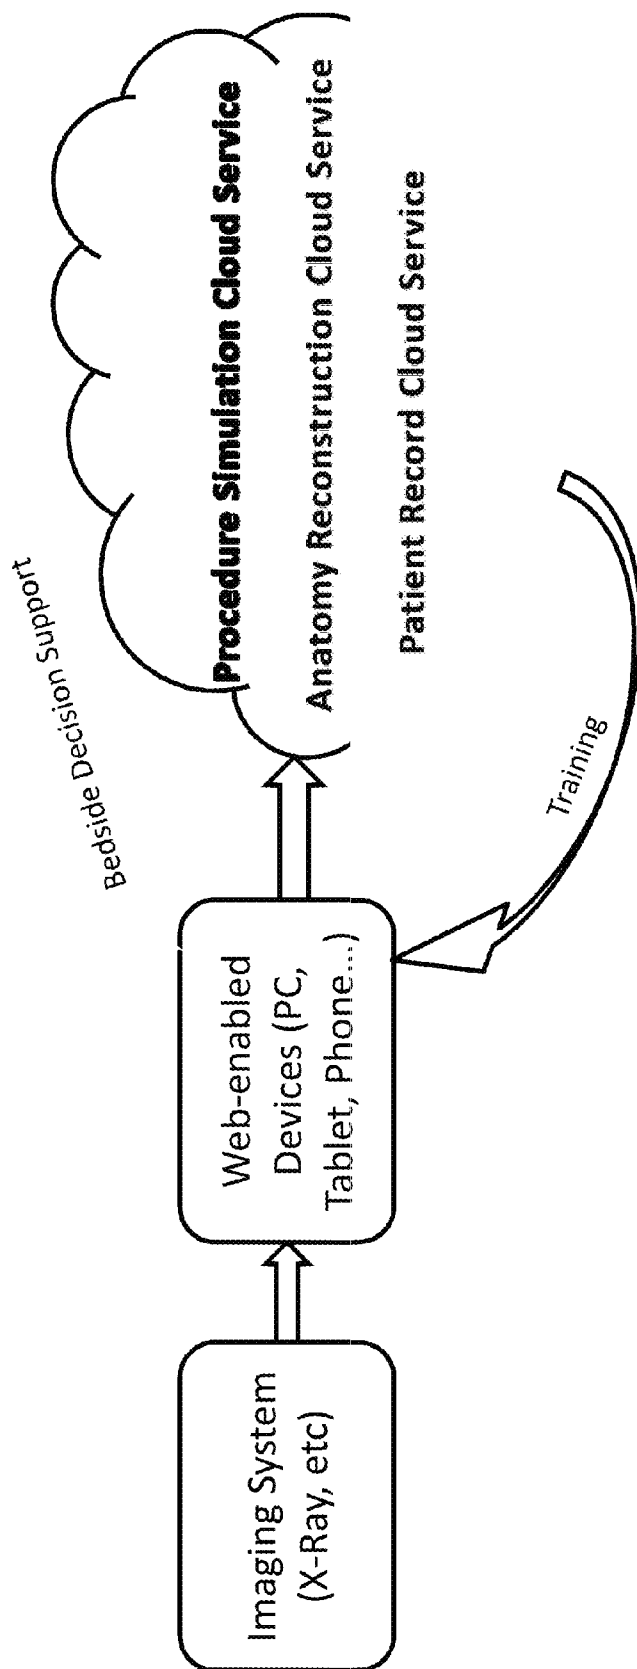 Imaging System
(X-Ray, etc)
Web-enabled
Devices (PC,
Tablet, Phone...)
Bedside Decision Support
Procedure Simulation Cloud Service
Anatomy Reconstruction Cloud Service
Patient Record Cloud Service
Training